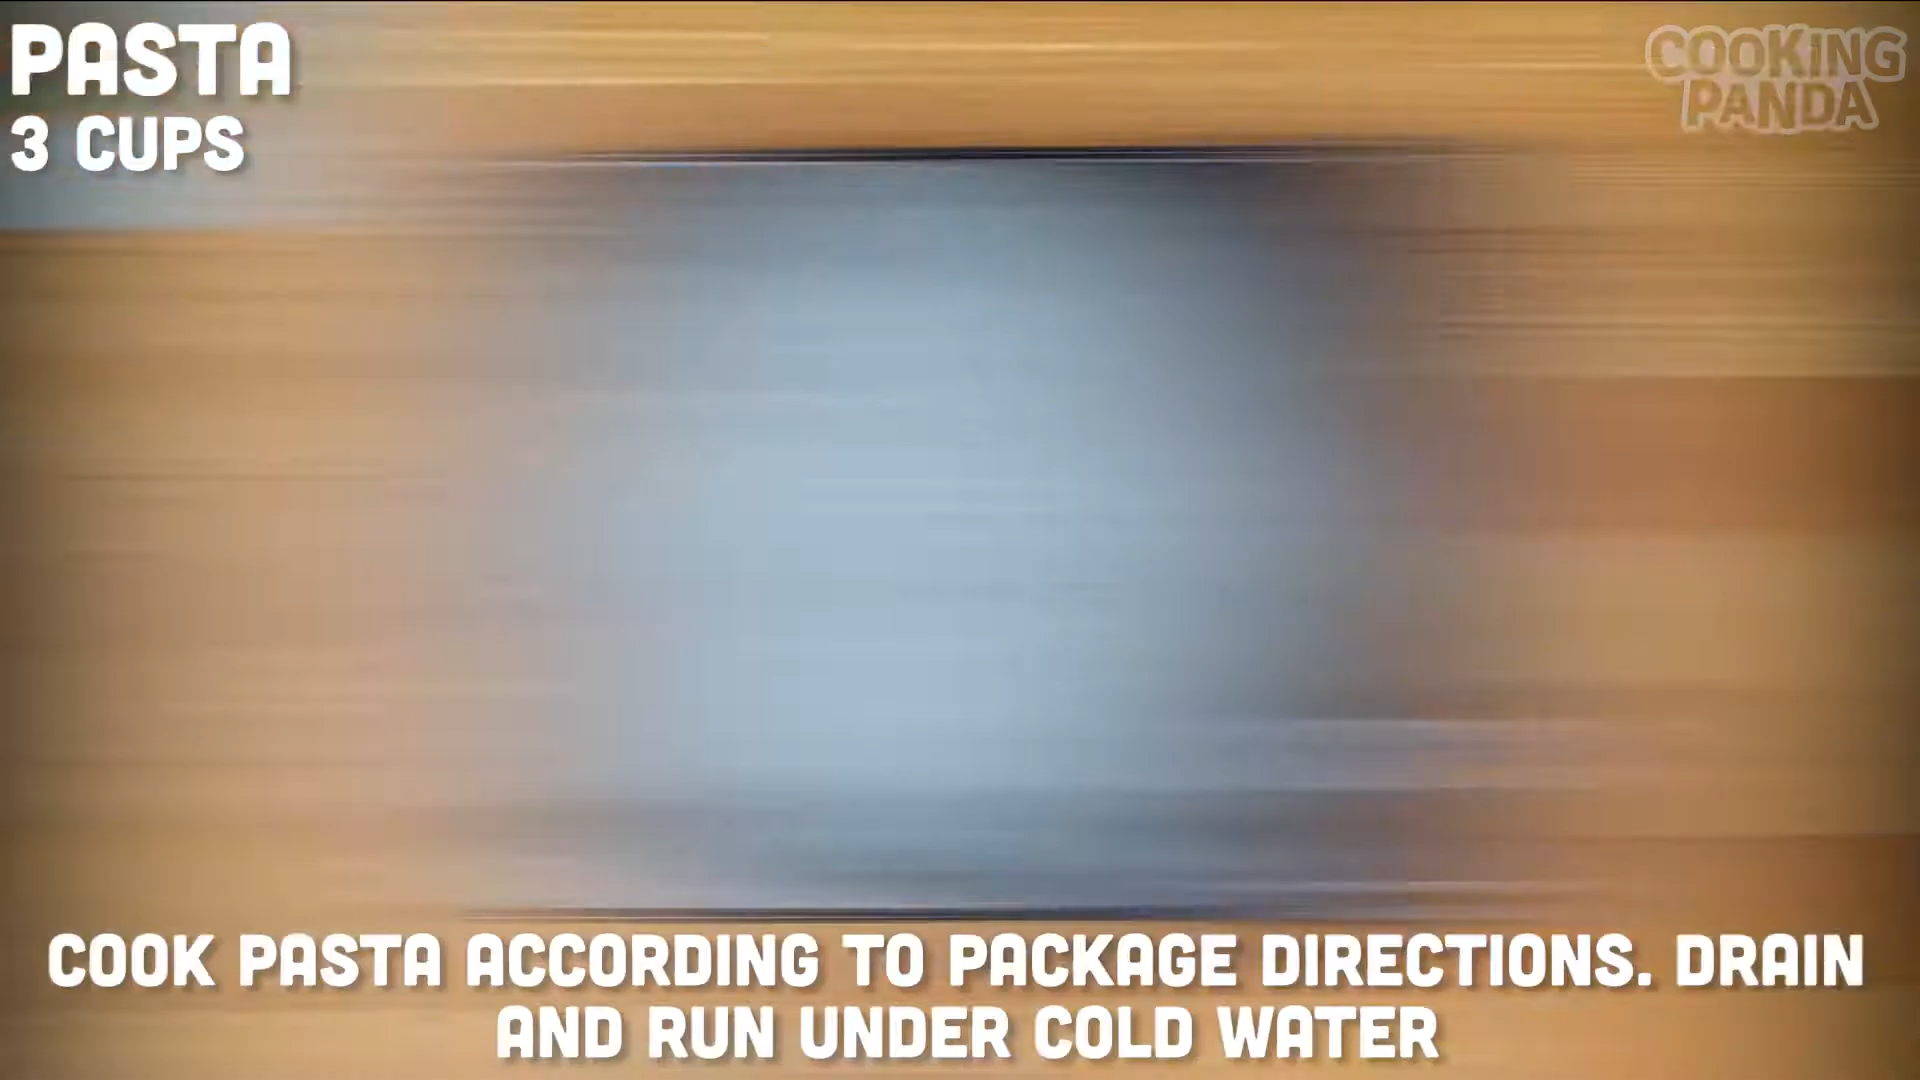 PASTA
3 CUPS
COOKING
PANDA
COOK PASTA ACCORDING TO PACKAGE DIRECTIONS. DRAIN
AND RUN UNDER COLD WATER